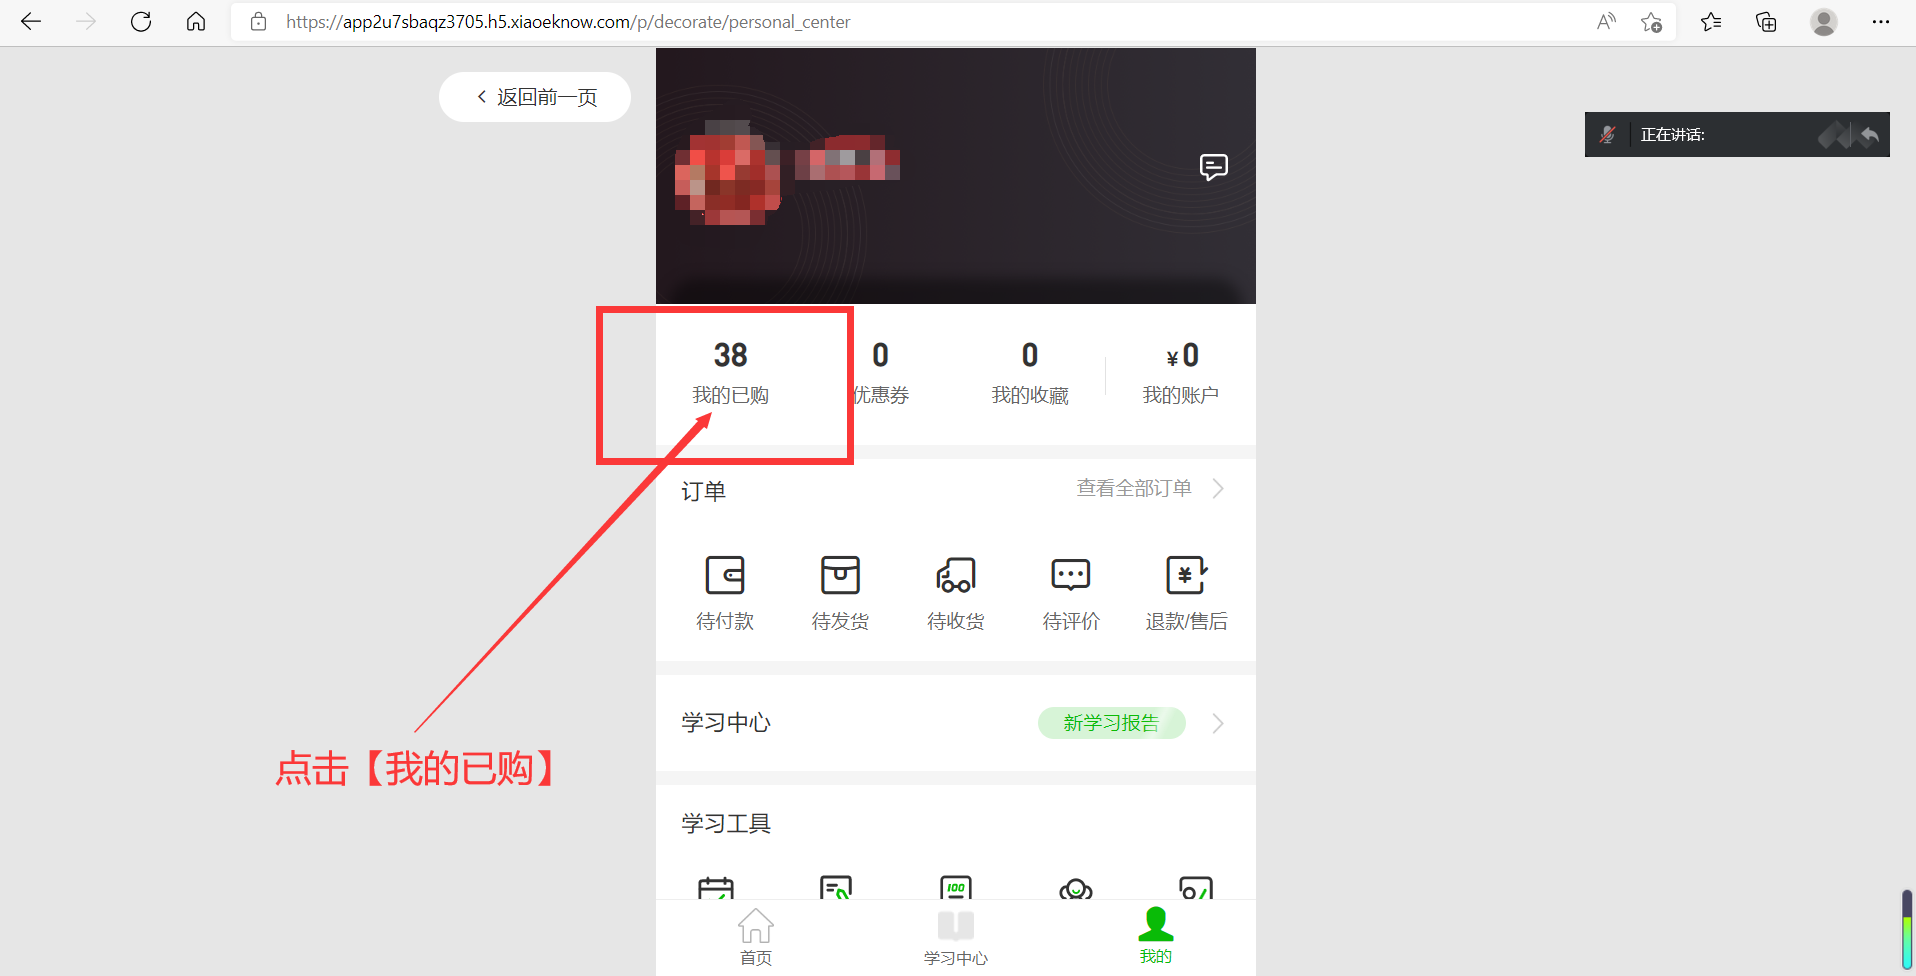 https://app2u7sbaqz3705.h5.xiaoeknow.com/p/decorate/personal_center
返回前一页
正在讲话:
38
0
0
¥0
我的已购
优惠券
我的收藏
我的账户
订单
查看全部订单
待付款
待发货
待收货
待评价
退款/售后
学习中心
新学习报告
点击【我的已购】
学习工具
100
首页
学习中心
我的